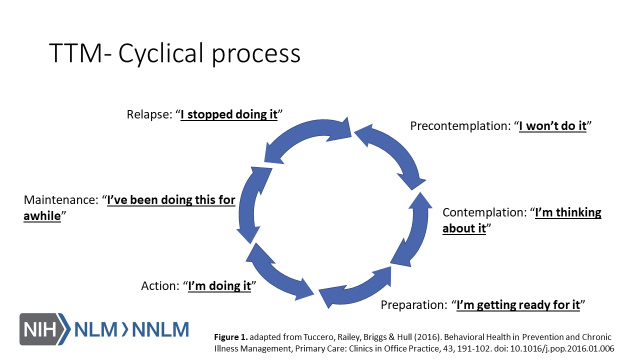 TTM- Cyclical process
Relapse: “I stopped doing it”
Precontemplation: “I won’t do it”
Maintenance: “I’ve been doing this for
awhile”
Contemplation: “I’m thinking
about it”
Action: “I’m doing it”
Preparation: “I’m getting ready for it”
NIH NLM NNLM
Figure 1. adapted from Tuccero, Railey, Briggs & Hull (2016). Behavioral Health in Prevention and Chronic
Illness Management, Primary Care: Clinics in Office Practice, 43, 191-102. doi: 10.1016/j.pop.2016.01.006